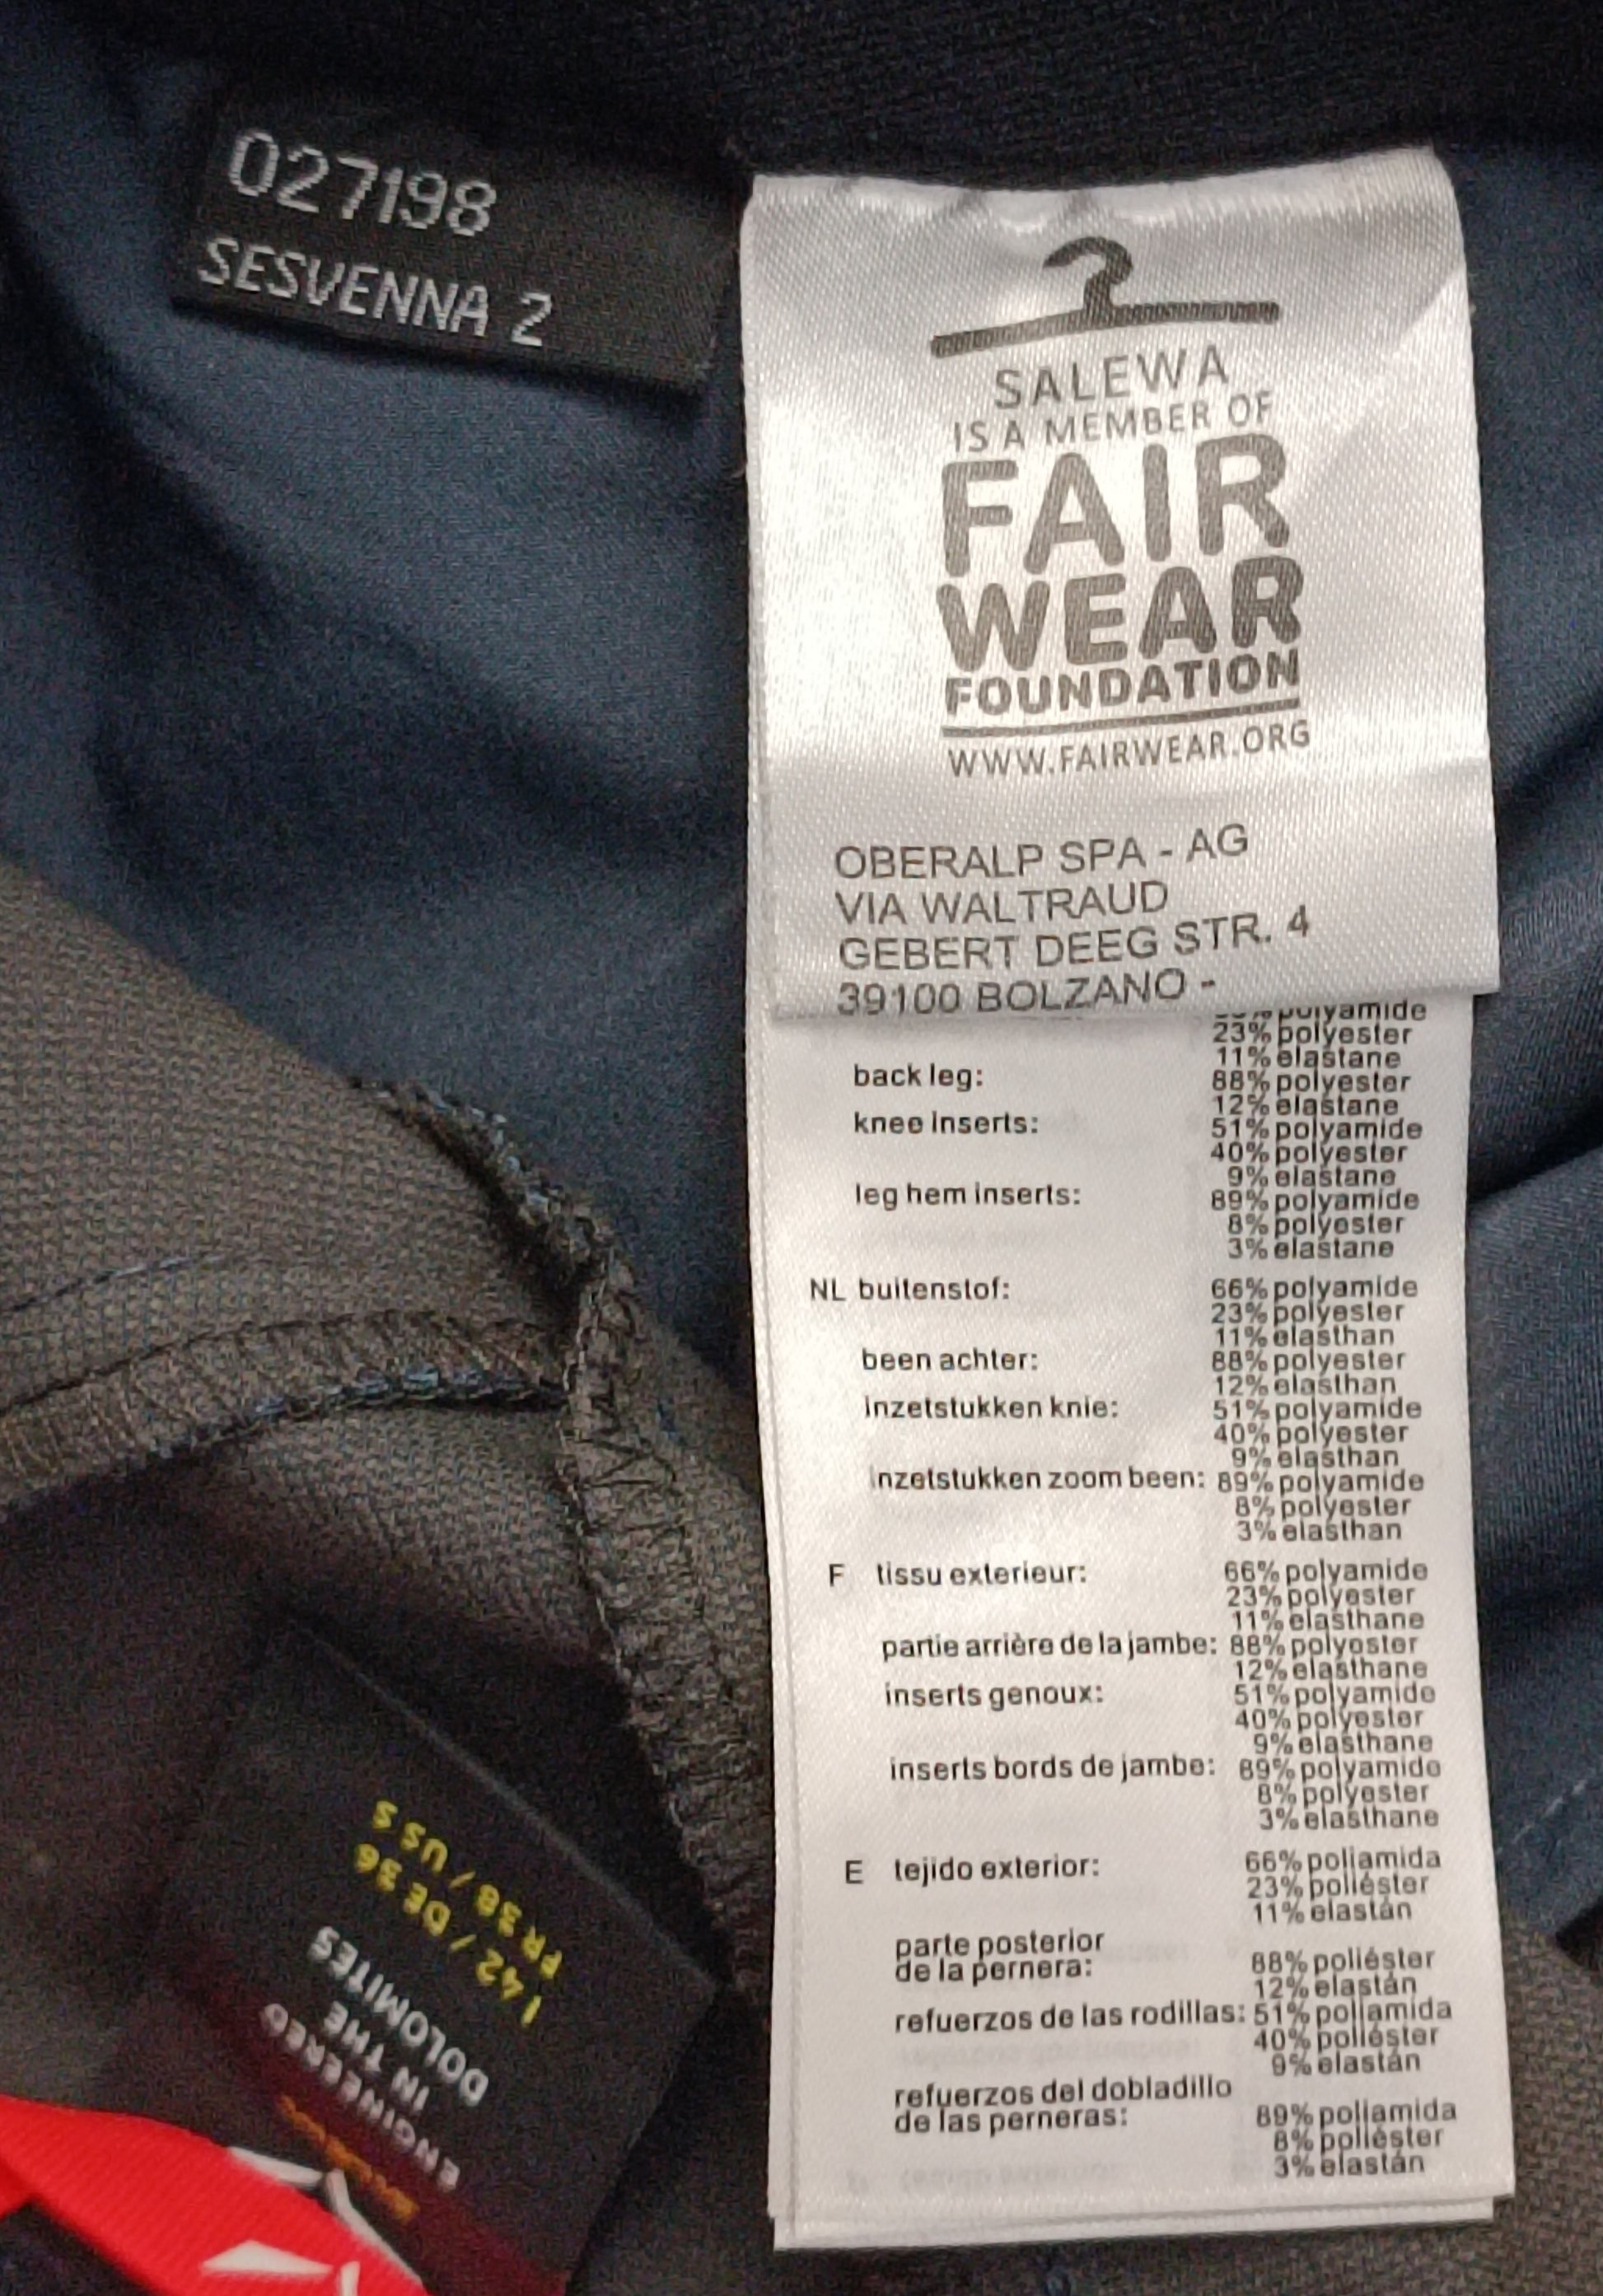 027198
SESVENNA 2
SALEWA
IS A MEMBER OF
FAIR
WEAR
FOUNDATION
WWW.FAIRWEAR.ORG
OBERALP SPA - AG
VIA WALTRAUD
GEBERT DEEG STR. 4
39100 BOLZANO -
polyamide
23% polyester
11% elastane
back leg: 88% polyester
12% elastane
knee inserts: 51% polyamide
40% polyester
9% elastane
leg hem inserts: 89% polyamide
8% polyester
3% elastane
NL buitenstof: 66% polyamide
23% polyester
11% elasthan
been achter: 88% polyester
12% elasthan
inzetstukken knie: 51% polyamide
40% polyester
9% elasthan
inzetstukken zoom been: 89% polyamide
8% polyester
3% elasthan
F tissu exterieur: 66% polyamide
23% polyester
11% elasthane
partie arrière de la jambe: 88% polyester
12% elasthane
inserts genoux: 51% polyamide
40% polyester
9% elasthane
inserts bords de jambe: 89% polyamide
8% polyester
3% elasthane
E tejido exterior: 66% poliamida
23% poliéster
11% elastán
parte posterior
de la pernera: 88% poliéster
12% elastán
refuerzos de las rodillas: 51% poliamida
40% poliéster
9% elastán
refuerzos del dobladillo
de las perneras: 89% poliamida
8% poliéster
3% elastán
ENGINEERED
IN THE
DOLOMITES
I 42 / DE 36
FR 38 / US S